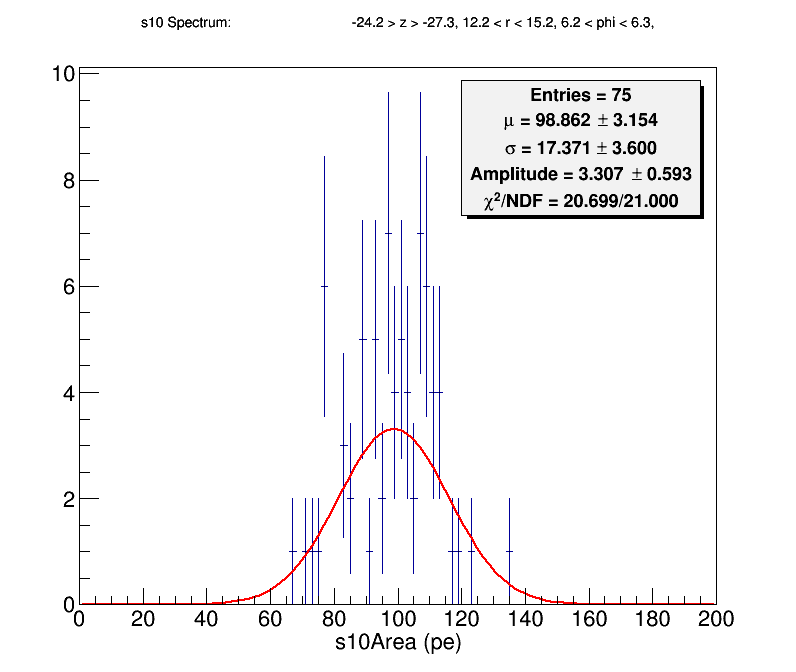 s10 Spectrum: -24.2 > z > -27.3, 12.2 < r < 15.2, 6.2 < phi < 6.3,
Entries = 75
μ = 98.862 ± 3.154
σ = 17.371 ± 3.600
Amplitude = 3.307 ± 0.593
χ²/NDF = 20.699/21.000
10
8
6
4
2
0
0 20 40 60 80 100 120 140 160 180 200
s10Area (pe)